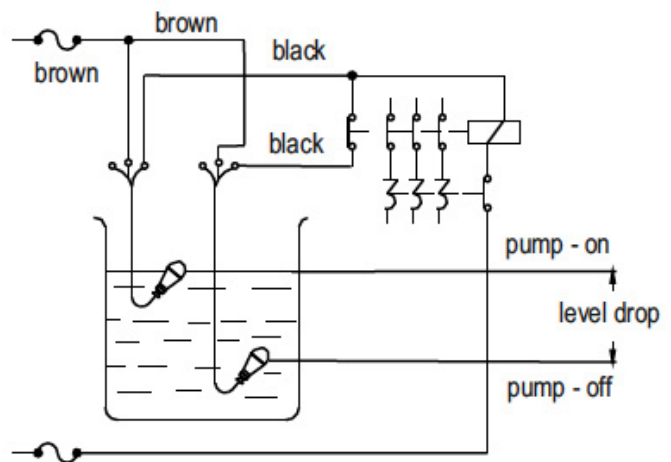 brown
brown
black
black
pump - on
level drop
pump - off